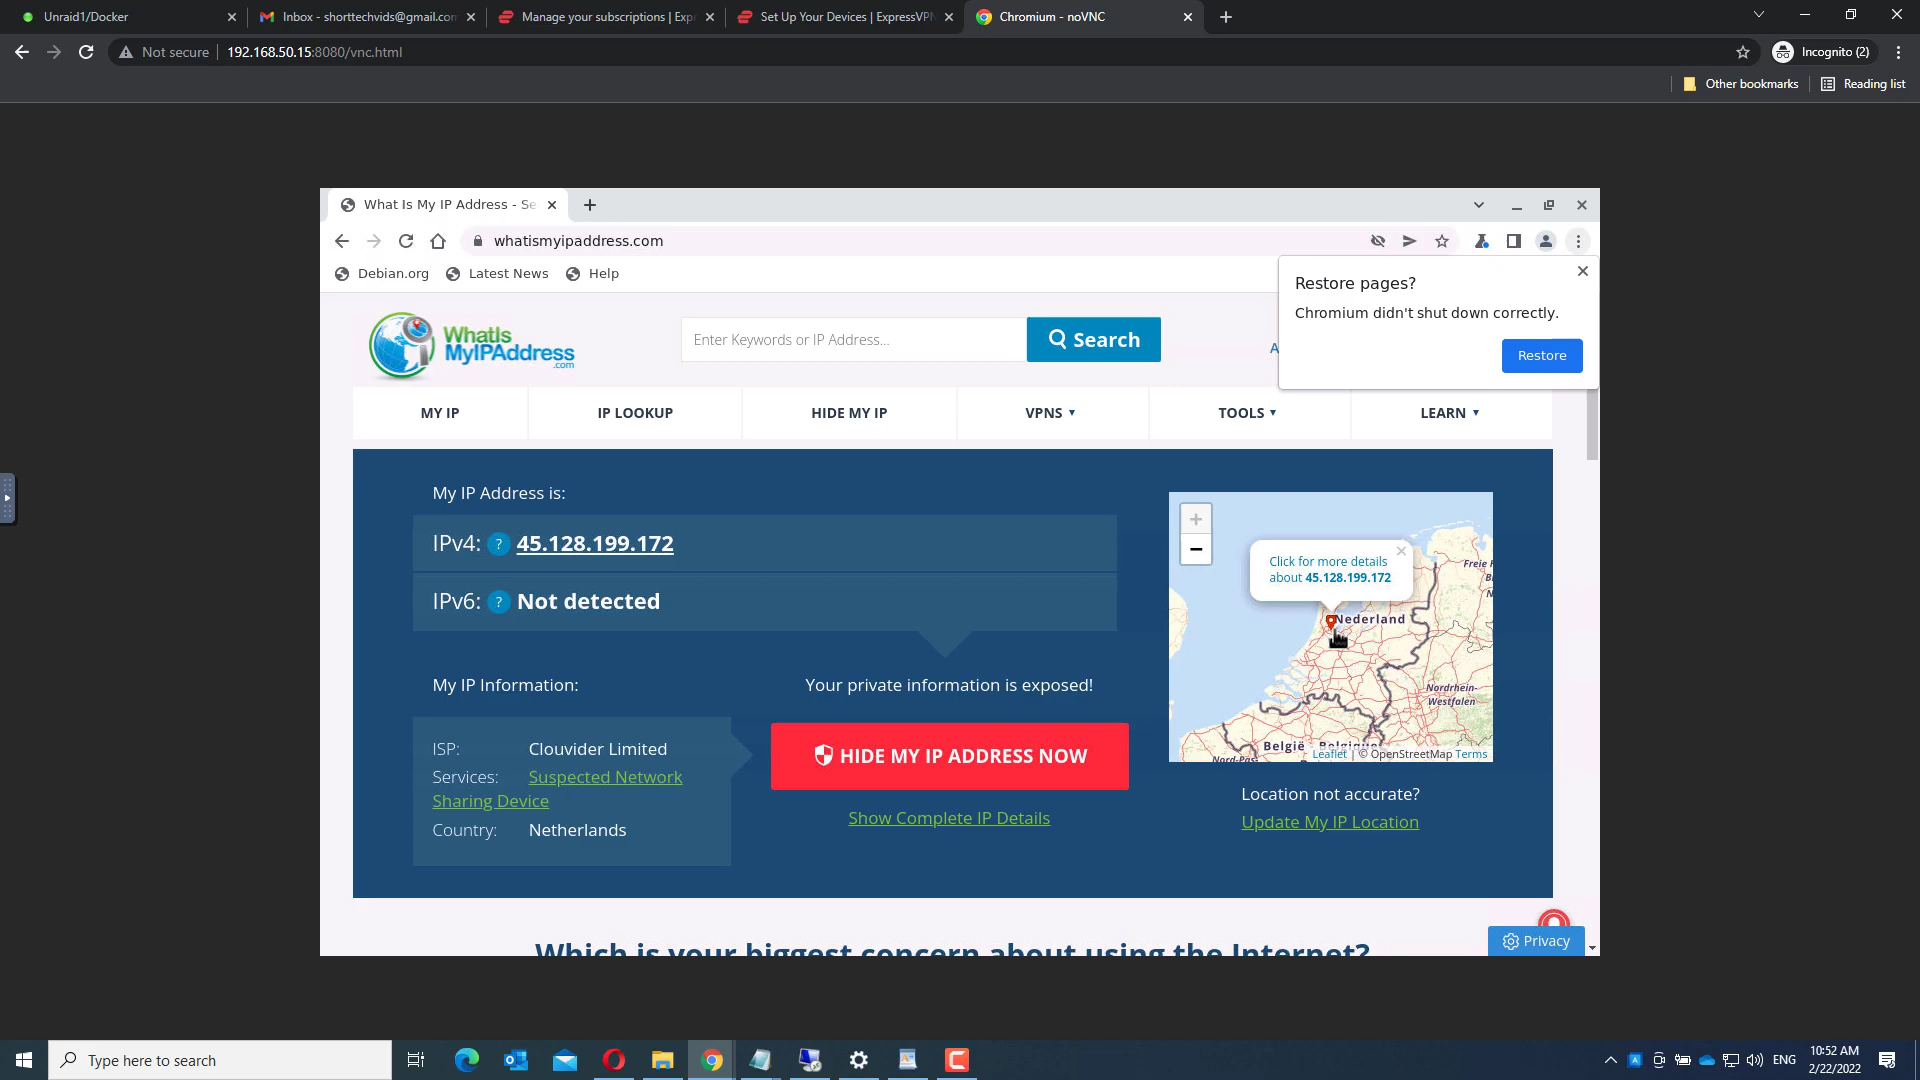 Unraid1/Docker
Inbox - shorttechvids@gmail.com
Manage your subscriptions | Exp
Set Up Your Devices | ExpressVPN
Chromium - noVNC
Not secure
192.168.50.15:8080/vnc.html
Incognito (2)
Other bookmarks
Reading list
What Is My IP Address - Se
whatismyipaddress.com
Debian.org
Latest News
Help
Restore pages?
Chromium didn't shut down correctly.
Restore
WhatIs
MyIPAddress
.com
Enter Keywords or IP Address...
Search
A
MY IP
IP LOOKUP
HIDE MY IP
VPNS
TOOLS
LEARN
My IP Address is:
IPv4: ? 45.128.199.172
IPv6: ? Not detected
+
−
Click for more details
about 45.128.199.172
Freie H
B
N
Nederland
Nordrhein-
Westfalen
België
Nord-Pas-
Leaflet | © OpenStreetMap Terms
My IP Information:
Your private information is exposed!
ISP: Clouvider Limited
Services: Suspected Network
Sharing Device
Country: Netherlands
HIDE MY IP ADDRESS NOW
Show Complete IP Details
Location not accurate?
Update My IP Location
Which is your biggest concern about using the Internet?
Privacy
Type here to search
ENG
10:52 AM
2/22/2022